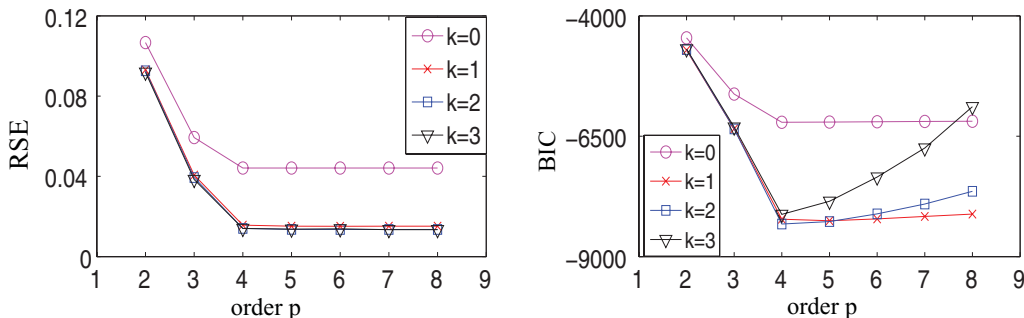 0.12
0.08
0.04
0
RSE
k=0
k=1
k=2
k=3
1 2 3 4 5 6 7 8 9
order p
−4000
−6500
−9000
BIC
k=0
k=1
k=2
k=3
1 2 3 4 5 6 7 8 9
order p